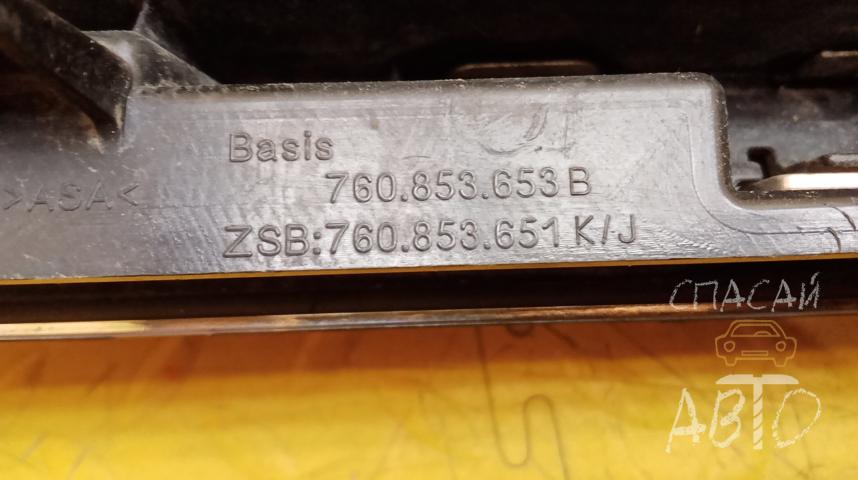 Basis
760.853.653 B
>ASA<
ZSB:760.853.651 K/J
СПАСАЙ
АВТО